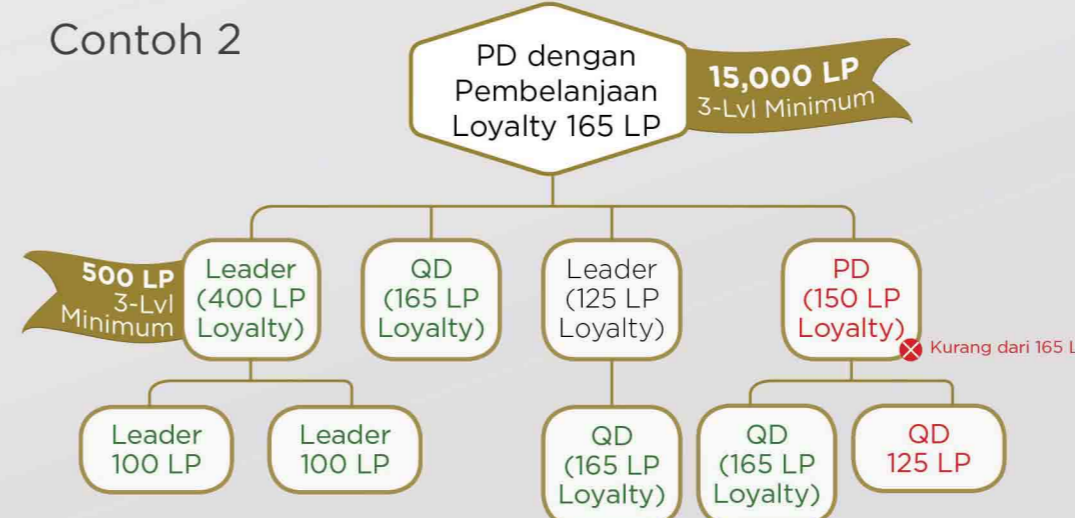 Contoh 2
PD dengan
Pembelanjaan
Loyalty 165 LP
15,000 LP
3-Lvl Minimum
500 LP
3-Lvl
Minimum
Leader
(400 LP
Loyalty)
QD
(165 LP
Loyalty)
Leader
(125 LP
Loyalty)
PD
(150 LP
Loyalty)
Kurang dari 165 L
Leader
100 LP
Leader
100 LP
QD
(165 LP
Loyalty)
QD
(165 LP
Loyalty)
QD
125 LP